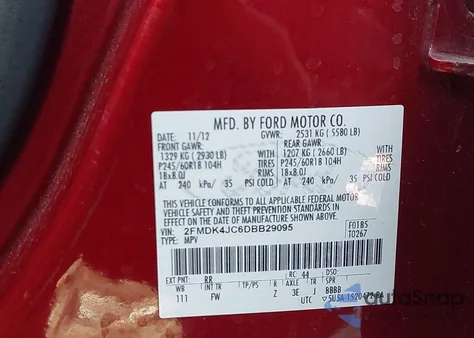 MFD. BY FORD MOTOR CO.
DATE: 11/12 GVWR: 2531 KG ( 5580 LB)
FRONT GAWR: REAR GAWR:
1329 KG ( 2930 LB) WITH 1207 KG ( 2660 LB) WITH
P245/60R18 104H TIRES P245/60R18 104H TIRES
18x8.0J RIMS 18x8.0J RIMS
AT 240 kPa/ 35 PSI COLD AT 240 kPa/ 35 PSI COLD
THIS VEHICLE CONFORMS TO ALL APPLICABLE FEDERAL MOTOR
VEHICLE SAFETY AND THEFT PREVENTION STANDARDS IN
EFFECT ON THE DATE OF MANUFACTURE SHOWN ABOVE.
VIN: 2FMDK4JC6DBB29095 F0185
TYPE: MPV T0267
EXT PNT: RR RC: 44 DSO:
WB INT TR TP/PS R AXLE TR SPR
111 FW Z 3E J BBBB
UTC
autoSnap